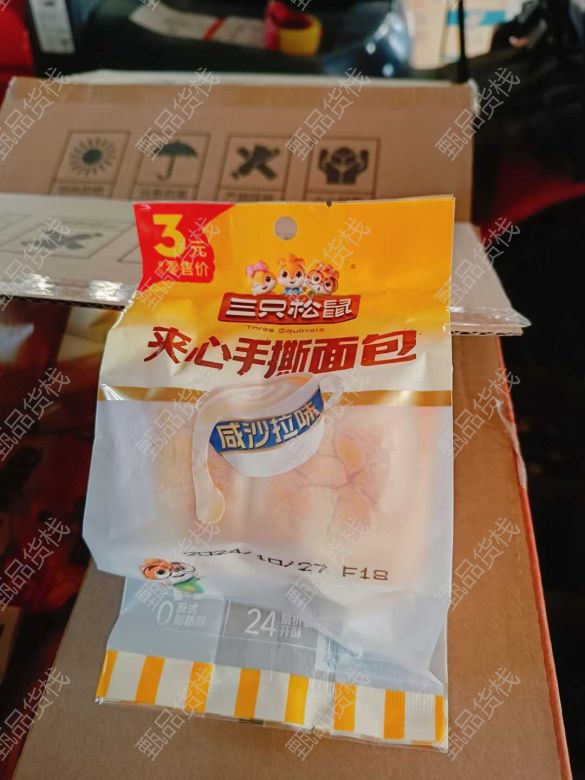 3元
零售价
三只松鼠
Three Squirrels
夹心手撕面包
咸沙拉味
2024/10/27 F18
0反式
脂肪酸
24
甄品货栈